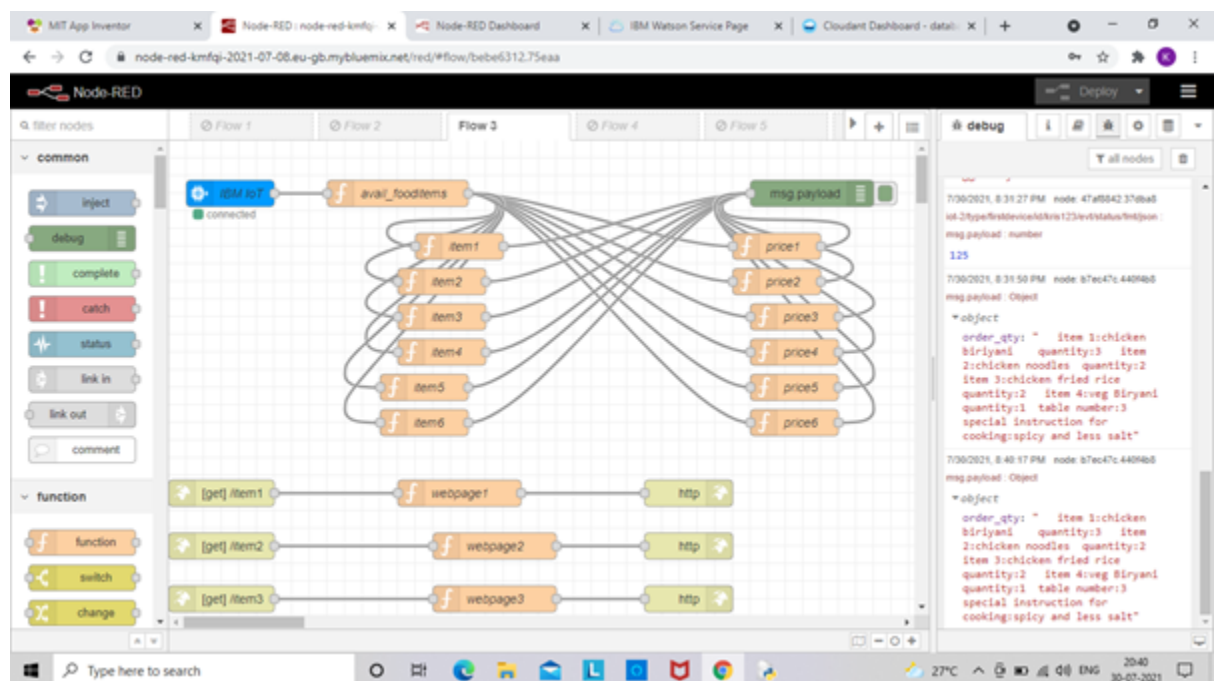 MIT App Inventor
Node-RED : node-red-kmfqi-
Node-RED Dashboard
IBM Watson Service Page
Cloudant Dashboard - datab
node-red-kmfqi-2021-07-08.eu-gb.mybluemix.net/red/#flow/bebe6312.75eaa
K
Node-RED
Deploy
filter nodes
Flow 1
Flow 2
Flow 3
Flow 4
Flow 5
debug
all nodes
common
inject
debug
complete
catch
status
link in
link out
comment
function
function
switch
change
IBM IoT
connected
avail_fooditems
msg.payload
item1
price1
item2
price2
item3
price3
item4
price4
item5
price5
item6
price6
[get] /item1
webpage1
http
[get] /item2
webpage2
http
[get] /item3
webpage3
http
7/30/2021, 8:31:27 PM node: 47af8842.37dba8
iot-2/type/firstdevice/id/kris123/evt/status/fmt/json :
msg.payload : number
125
7/30/2021, 8:31:50 PM node: b7ec47c.440f4b8
msg.payload : Object
object
order_qty: " item 1:chicken
biriyani quantity:3 item
2:chicken noodles quantity:2
item 3:chicken fried rice
quantity:2 item 4:veg Biryani
quantity:1 table number:3
special instruction for
cooking:spicy and less salt"
7/30/2021, 8:40:17 PM node: b7ec47c.440f4b8
msg.payload : Object
object
order_qty: " item 1:chicken
biriyani quantity:3 item
2:chicken noodles quantity:2
item 3:chicken fried rice
quantity:2 item 4:veg Biryani
quantity:1 table number:3
special instruction for
cooking:spicy and less salt"
Type here to search
27°C
ENG
20:40
30-07-2021